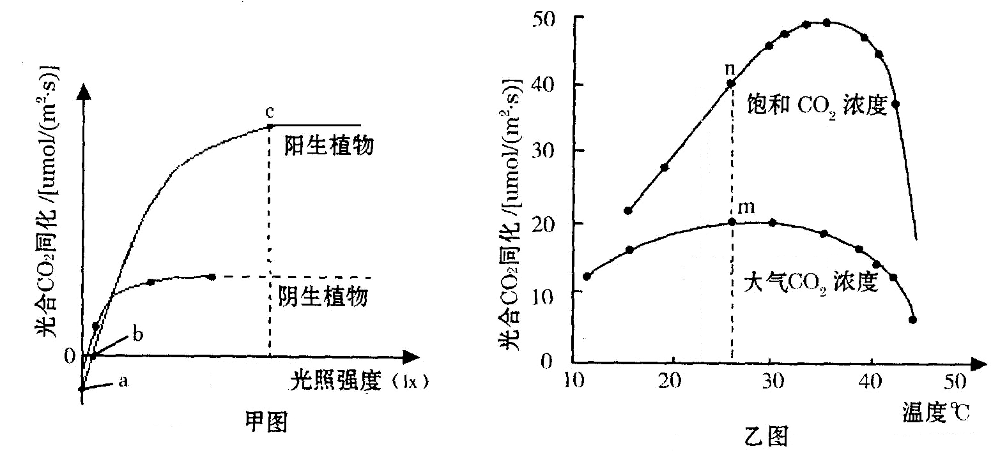 光合CO₂同化/[umol/(m²·s)]
c
阳生植物
阴生植物
b
0
a
光照强度（lx）
甲图
光合CO₂同化/[umol/(m²·s)]
50
40
30
20
10
0
n
饱和 CO₂ 浓度
m
大气CO₂ 浓度
10 20 30 40 50
温度℃
乙图